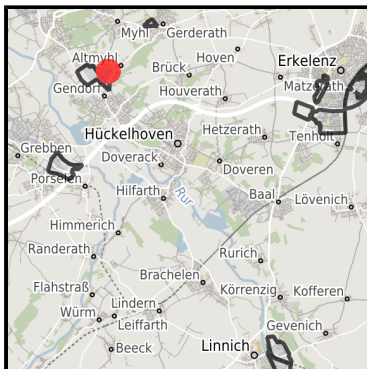 Myhl
Gerderath
Altmyhl
Hoven
Erkelenz
Brück
Gendorf
Houverath
Matzerath
Hückelhoven
Hetzerath
Tenholt
Grebben
Doverack
Doveren
Porselen
Hilfarth
Rur
Baal
Lövenich
Himmerich
Randerath
Rurich
Brachelen
Flahstraß
Körrenzig
Kofferen
Lindern
Würm
Leiffarth
Gevenich
Beeck
Linnich